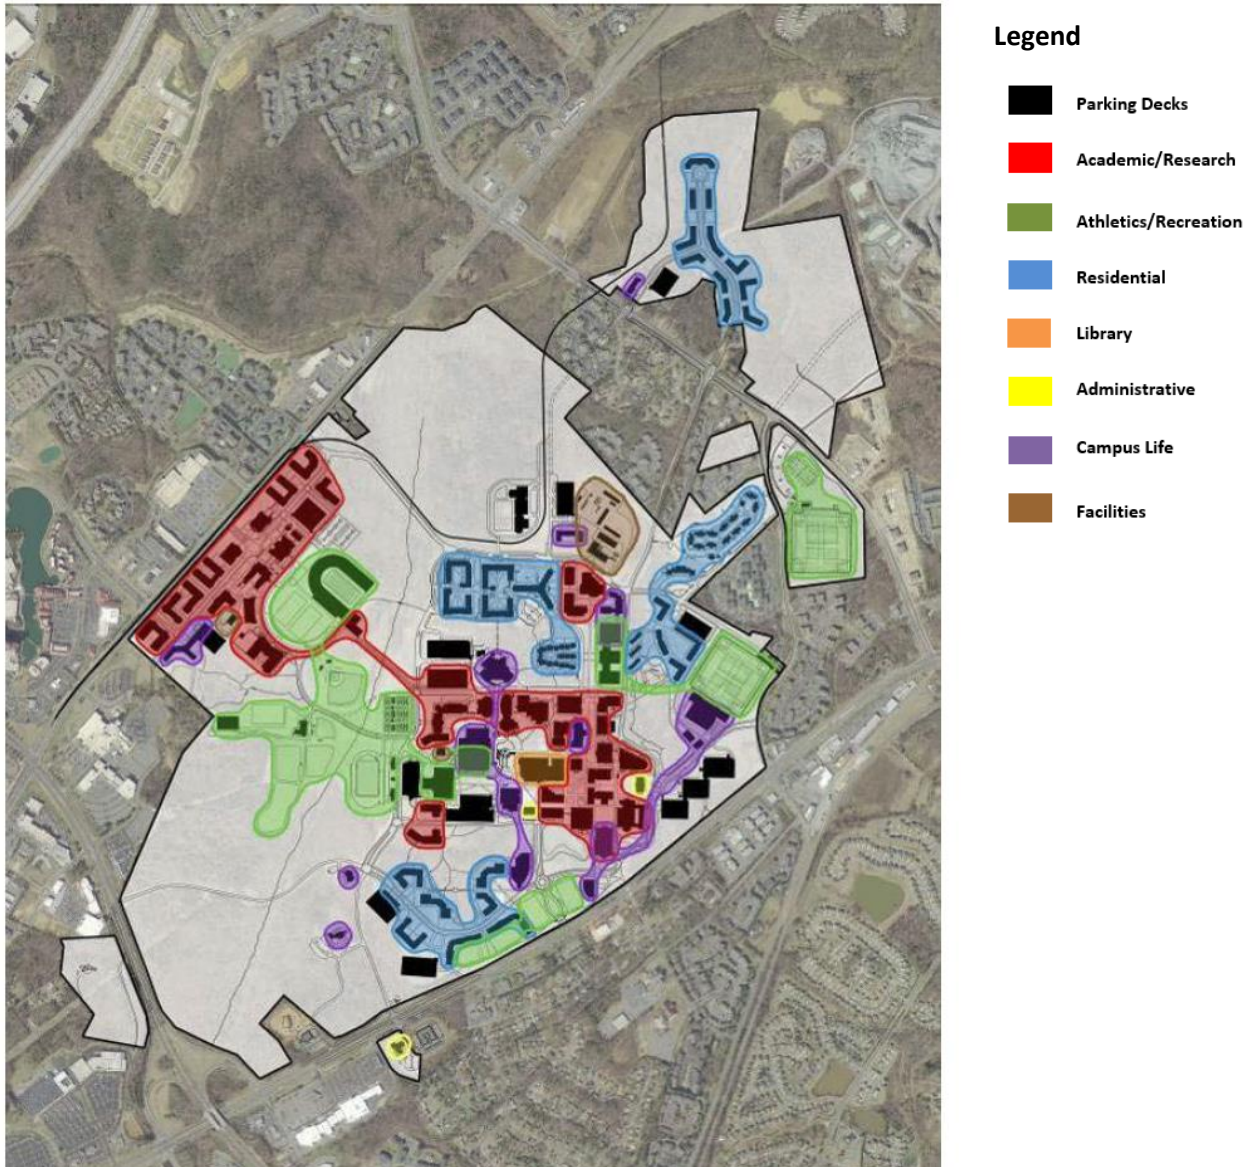 Legend
Parking Decks
Academic/Research
Athletics/Recreation
Residential
Library
Administrative
Campus Life
Facilities